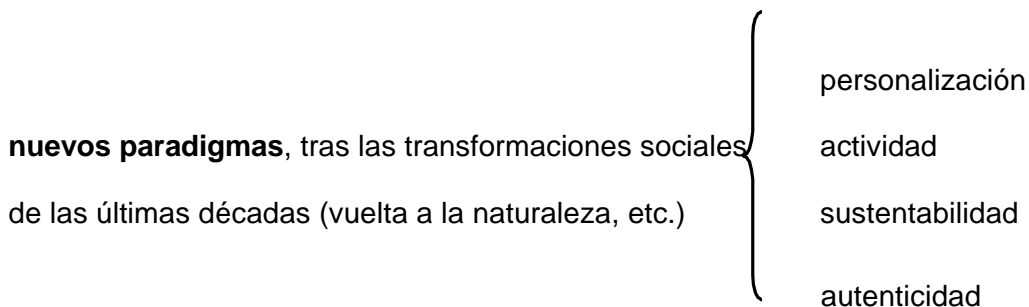 personalización
nuevos paradigmas, tras las transformaciones sociales
actividad
de las últimas décadas (vuelta a la naturaleza, etc.)
sustentabilidad
autenticidad